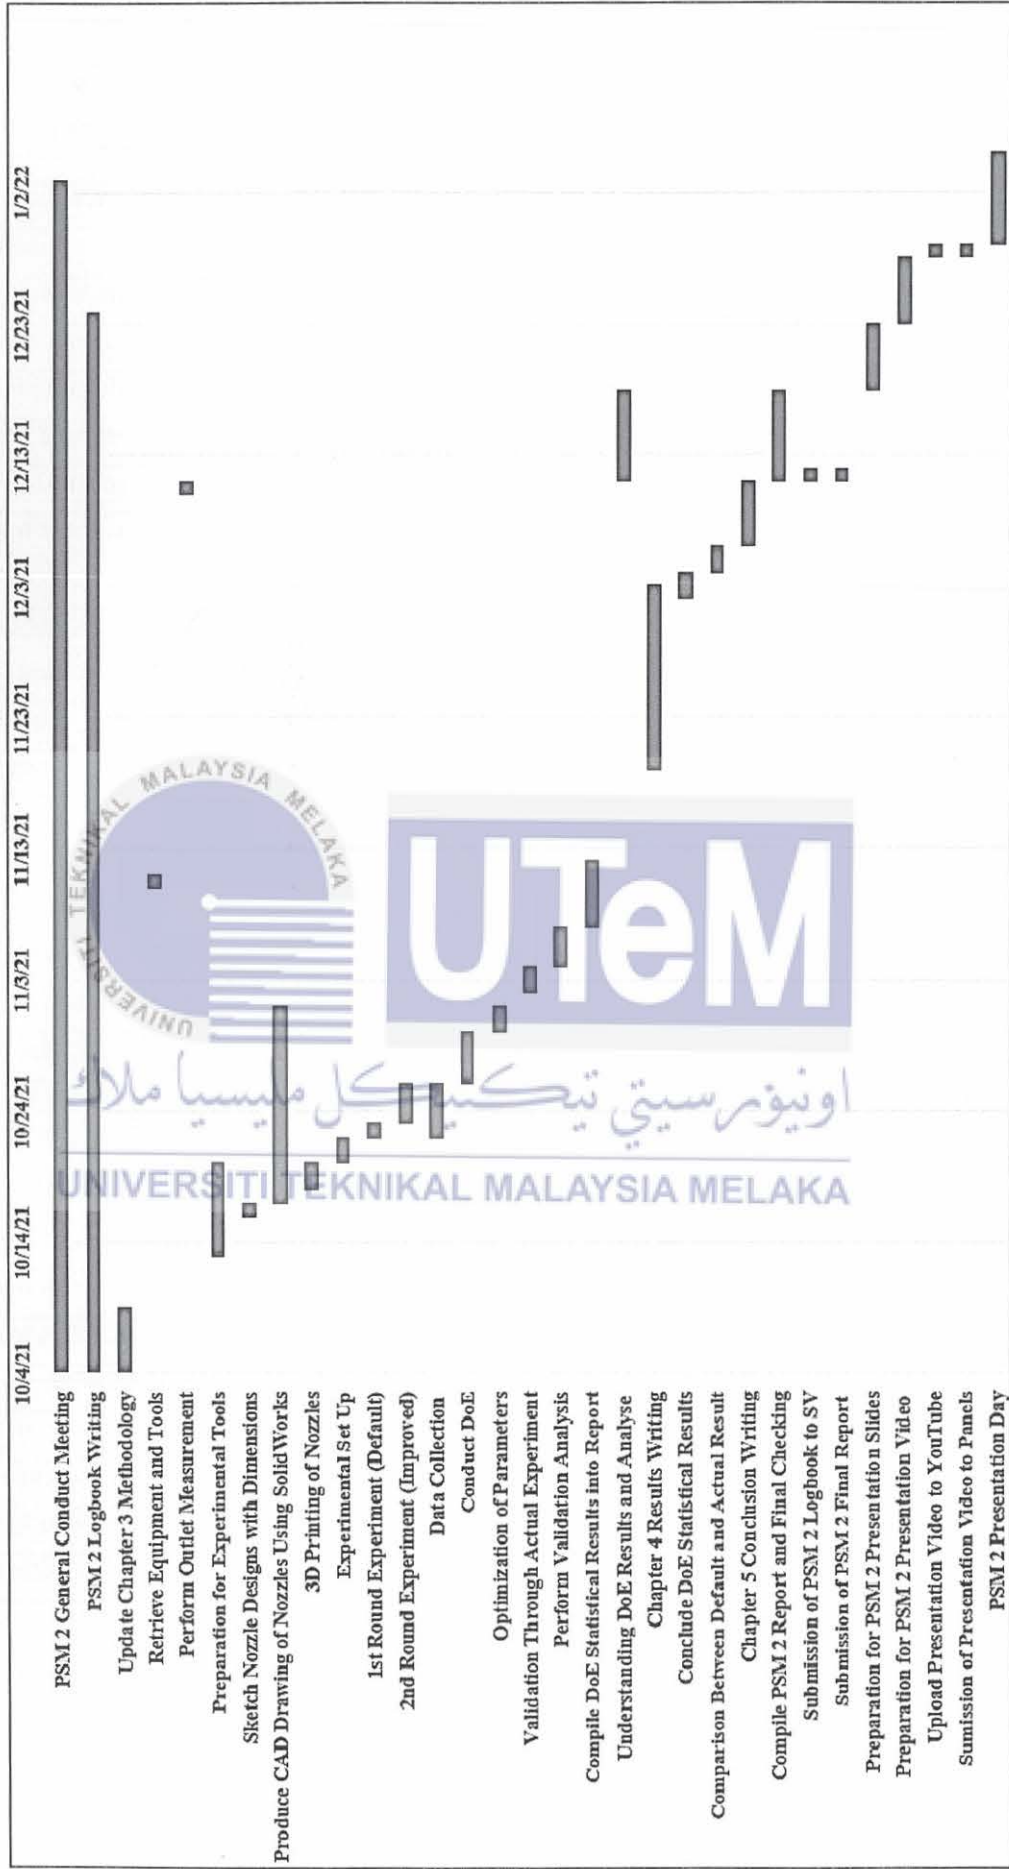 10/4/21 10/14/21 10/24/21 11/3/21 11/13/21 11/23/21 12/3/21 12/13/21 12/23/21 1/2/22
PSM 2 General Conduct Meeting
PSM 2 Logbook Writing
Update Chapter 3 Methodology
Retrieve Equipment and Tools
Perform Outlet Measurement
Preparation for Experimental Tools
Sketch Nozzle Designs with Dimensions
Produce CAD Drawing of Nozzles Using SolidWorks
3D Printing of Nozzles
Experimental Set Up
1st Round Experiment (Default)
2nd Round Experiment (Improved)
Data Collection
Conduct DoE
Optimization of Parameters
Validation Through Actual Experiment
Perform Validation Analysis
Compile DoE Statistical Results into Report
Understanding DoE Results and Analyse
Chapter 4 Results Writing
Conclude DoE Statistical Results
Comparison Between Default and Actual Result
Chapter 5 Conclusion Writing
Compile PSM 2 Report and Final Checking
Submission of PSM 2 Logbook to SV
Submission of PSM 2 Final Report
Preparation for PSM 2 Presentation Slides
Preparation for PSM 2 Presentation Video
Upload Presentation Video to YouTube
Sumission of Presentation Video to Panels
PSM 2 Presentation Day
UNIVERSITI TEKNIKAL MALAYSIA MELAKA
UTeM
اونيۏرسيتي تيكنيكل مليسيا ملاك
UNIVERSITI TEKNIKAL MALAYSIA MELAKA